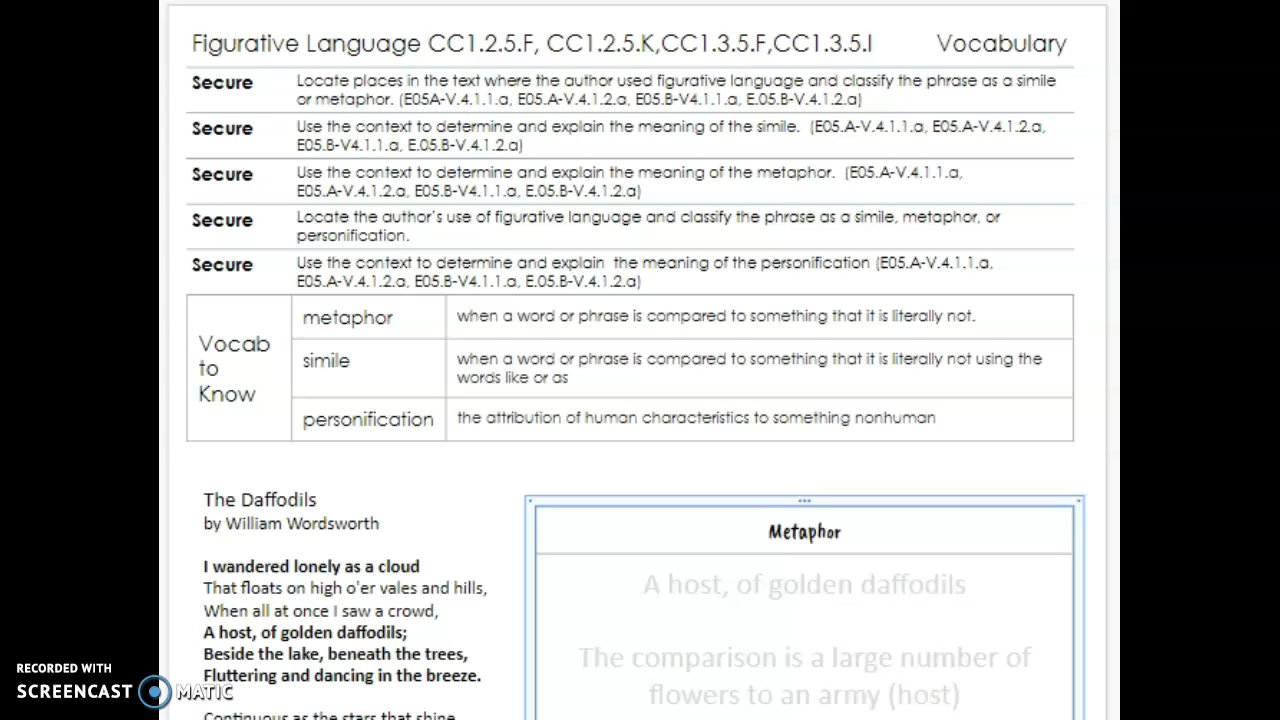 Figurative Language CC1.2.5.F, CC1.2.5.K,CC1.3.5.F,CC1.3.5.I Vocabulary
Secure Locate places in the text where the author used figurative language and classify the phrase as a simile
or metaphor. (E05A-V.4.1.1.a, E05.A-V.4.1.2.a, E05.B-V4.1.1.a, E.05.B-V.4.1.2.a)
Secure Use the context to determine and explain the meaning of the simile. (E05.A-V.4.1.1.a, E05.A-V.4.1.2.a,
E05.B-V4.1.1.a, E.05.B-V.4.1.2.a)
Secure Use the context to determine and explain the meaning of the metaphor. (E05.A-V.4.1.1.a,
E05.A-V.4.1.2.a, E05.B-V4.1.1.a, E.05.B-V.4.1.2.a)
Secure Locate the author's use of figurative language and classify the phrase as a simile, metaphor, or
personification.
Secure Use the context to determine and explain the meaning of the personification (E05.A-V.4.1.1.a,
E05.A-V.4.1.2.a, E05.B-V4.1.1.a, E.05.B-V.4.1.2.a)
Vocab
to
Know
metaphor when a word or phrase is compared to something that it is literally not.
simile when a word or phrase is compared to something that it is literally not using the
words like or as
personification the attribution of human characteristics to something nonhuman
The Daffodils
by William Wordsworth
I wandered lonely as a cloud
That floats on high o'er vales and hills,
When all at once I saw a crowd,
A host, of golden daffodils;
Beside the lake, beneath the trees,
Fluttering and dancing in the breeze.
Continuous as the stars that shine
Metaphor
A host, of golden daffodils
The comparison is a large number of
flowers to an army (host)
RECORDED WITH
SCREENCAST MATIC